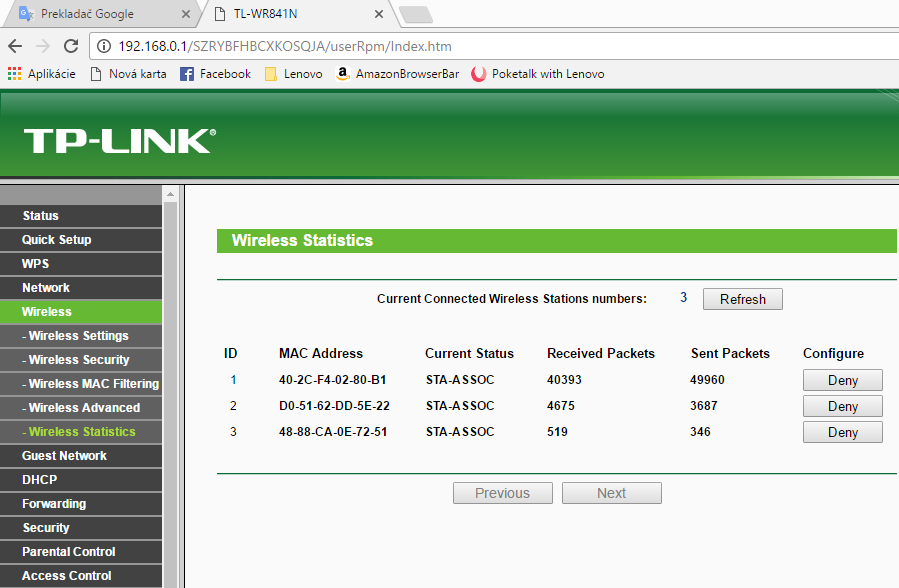 Prekladač Google
TL-WR841N
192.168.0.1/SZRYBFHBCXKOSQJA/userRpm/Index.htm
Aplikácie Nová karta Facebook Lenovo AmazonBrowserBar Poketalk with Lenovo
TP-LINK®
Status
Quick Setup
WPS
Network
Wireless
- Wireless Settings
- Wireless Security
- Wireless MAC Filtering
- Wireless Advanced
- Wireless Statistics
Guest Network
DHCP
Forwarding
Security
Parental Control
Access Control
Wireless Statistics
Current Connected Wireless Stations numbers: 3 Refresh
ID MAC Address Current Status Received Packets Sent Packets Configure
1 40-2C-F4-02-80-B1 STA-ASSOC 40393 49960 Deny
2 D0-51-62-DD-5E-22 STA-ASSOC 4675 3687 Deny
3 48-88-CA-0E-72-51 STA-ASSOC 519 346 Deny
Previous Next